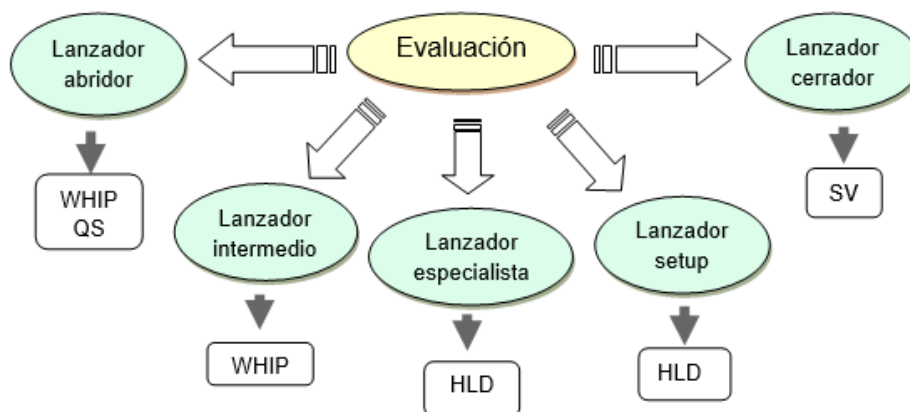 Evaluación
Lanzador
abridor
Lanzador
cerrador
WHIP
QS
SV
Lanzador
intermedio
Lanzador
especialista
Lanzador
setup
WHIP
HLD
HLD